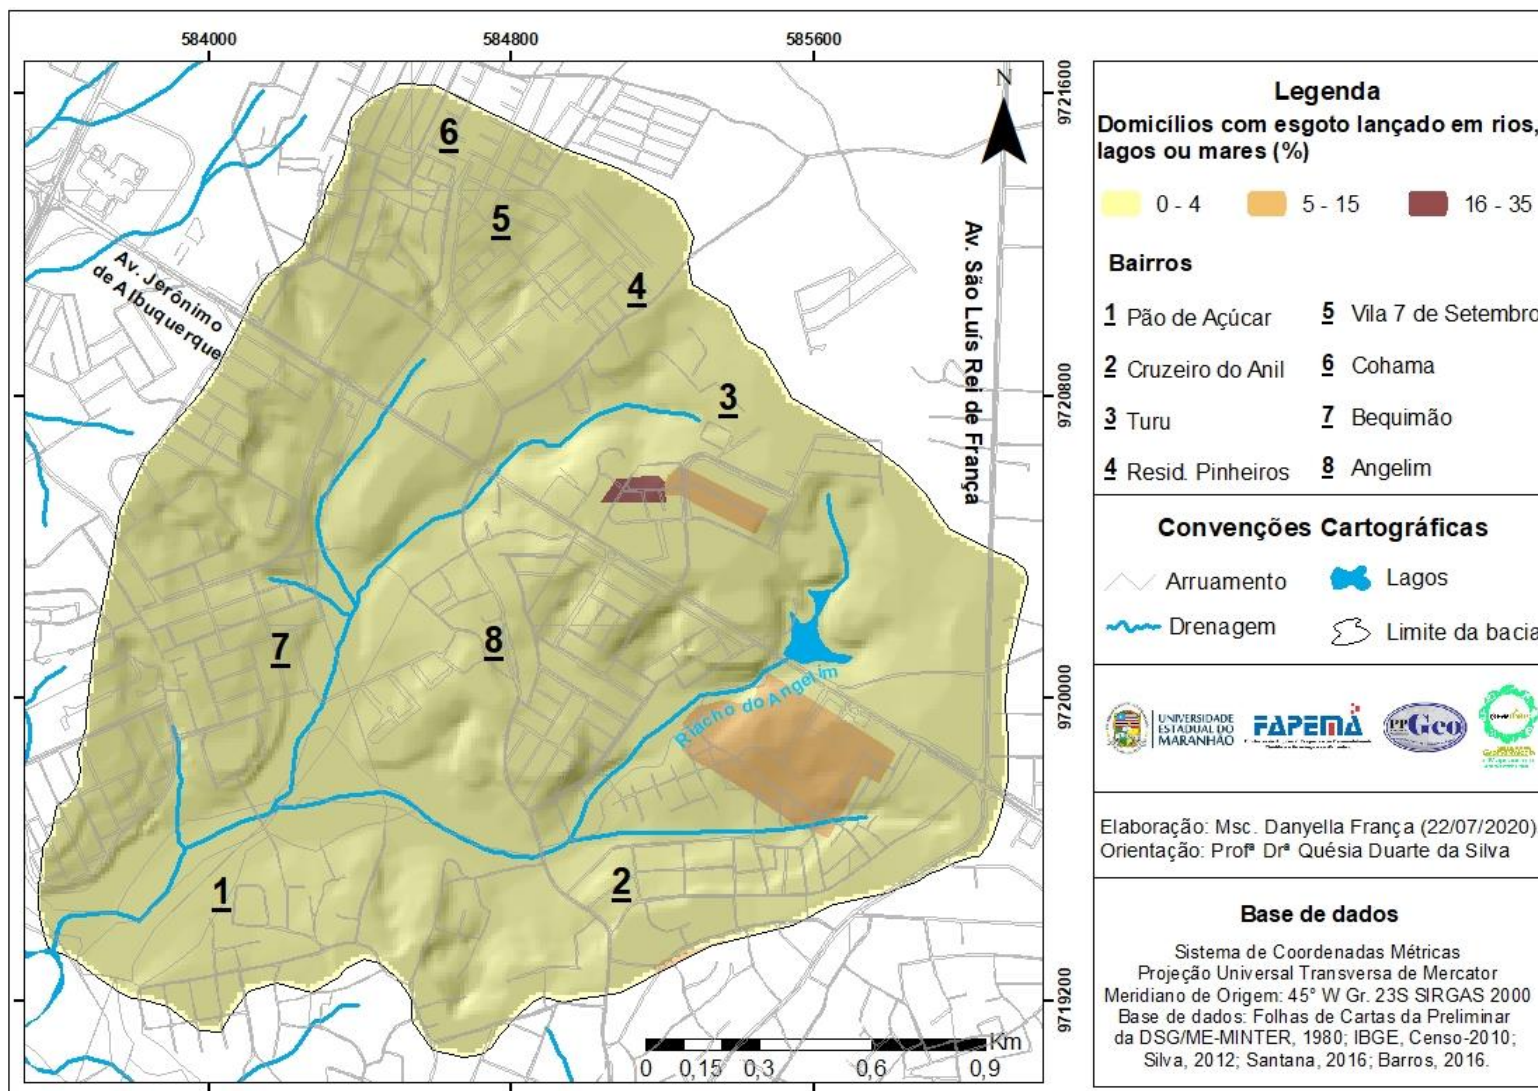 584000
584800
585600
9721600
9720800
9720000
9719200
N
Av. Jerônimo
de Albuquerque
Av. São Luís Rei de França
Riacho do Angelim
6
5
4
3
7
8
1
2
Km
0 0,15 0,3 0,6 0,9
Legenda
Domicílios com esgoto lançado em rios,
lagos ou mares (%)
0 - 4 5 - 15 16 - 35
Bairros
1 Pão de Açúcar 5 Vila 7 de Setembro
2 Cruzeiro do Anil 6 Cohama
3 Turu 7 Bequimão
4 Resid. Pinheiros 8 Angelim
Convenções Cartográficas
Arruamento Lagos
Drenagem Limite da bacia
UNIVERSIDADE
ESTADUAL DO
MARANHÃO
FAPEMA
PPGeo
Elaboração: Msc. Danyella França (22/07/2020)
Orientação: Profª Drª Quésia Duarte da Silva
Base de dados
Sistema de Coordenadas Métricas
Projeção Universal Transversa de Mercator
Meridiano de Origem: 45° W Gr. 23S SIRGAS 2000
Base de dados: Folhas de Cartas da Preliminar
da DSG/ME-MINTER, 1980; IBGE, Censo-2010;
Silva, 2012; Santana, 2016; Barros, 2016.